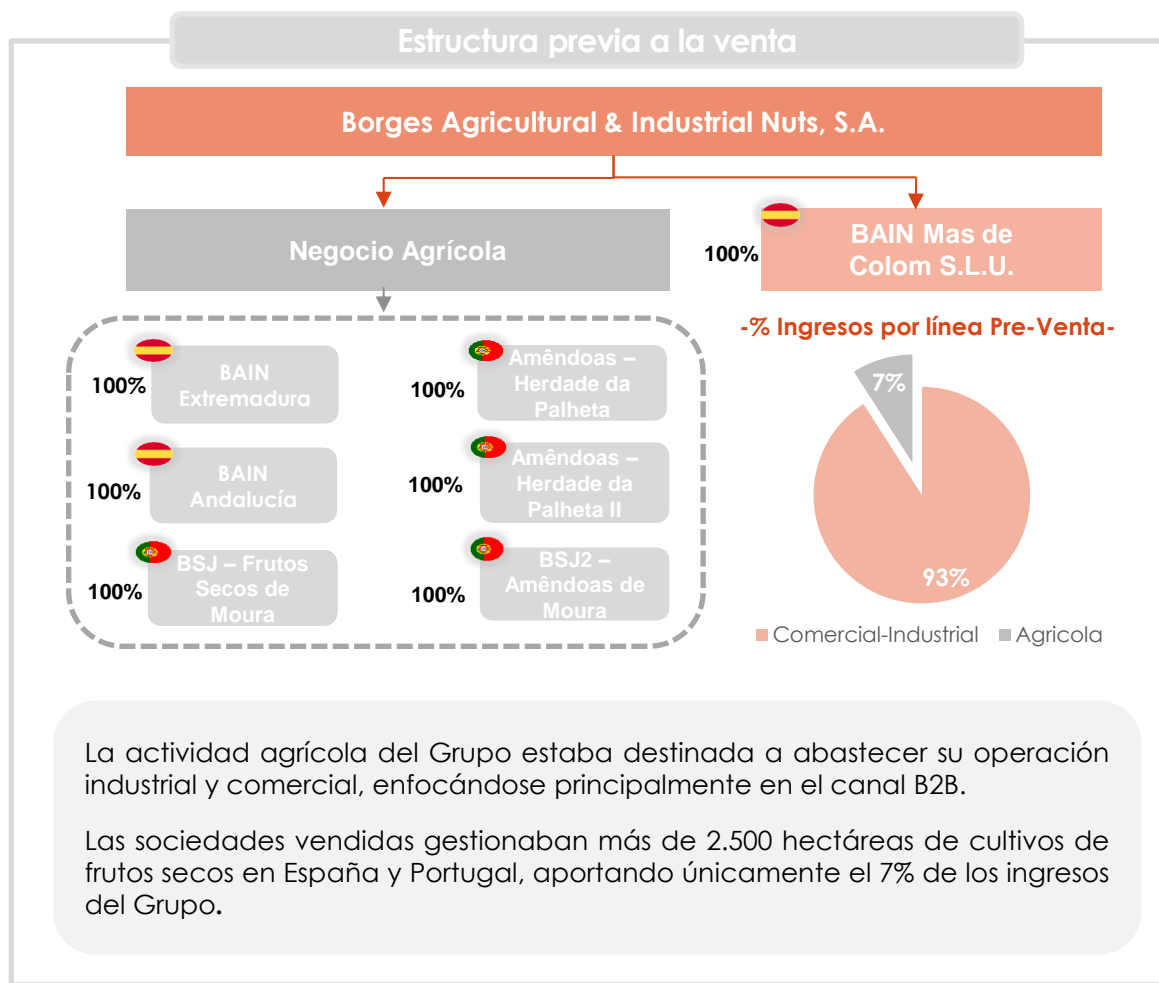 Estructura previa a la venta
Borges Agricultural & Industrial Nuts, S.A.
Negocio Agrícola
100%
BAIN Mas de
Colom S.L.U.
100%
BAIN
Extremadura
100%
Amêndoas –
Herdade da
Palheta
100%
BAIN
Andalucía
100%
Amêndoas –
Herdade da
Palheta II
100%
BSJ – Frutos
Secos de
Moura
100%
BSJ2 –
Amêndoas de
Moura
-% Ingresos por línea Pre-Venta-
7%
93%
Comercial-Industrial
Agricola
La actividad agrícola del Grupo estaba destinada a abastecer su operación
industrial y comercial, enfocándose principalmente en el canal B2B.
Las sociedades vendidas gestionaban más de 2.500 hectáreas de cultivos de
frutos secos en España y Portugal, aportando únicamente el 7% de los ingresos
del Grupo.